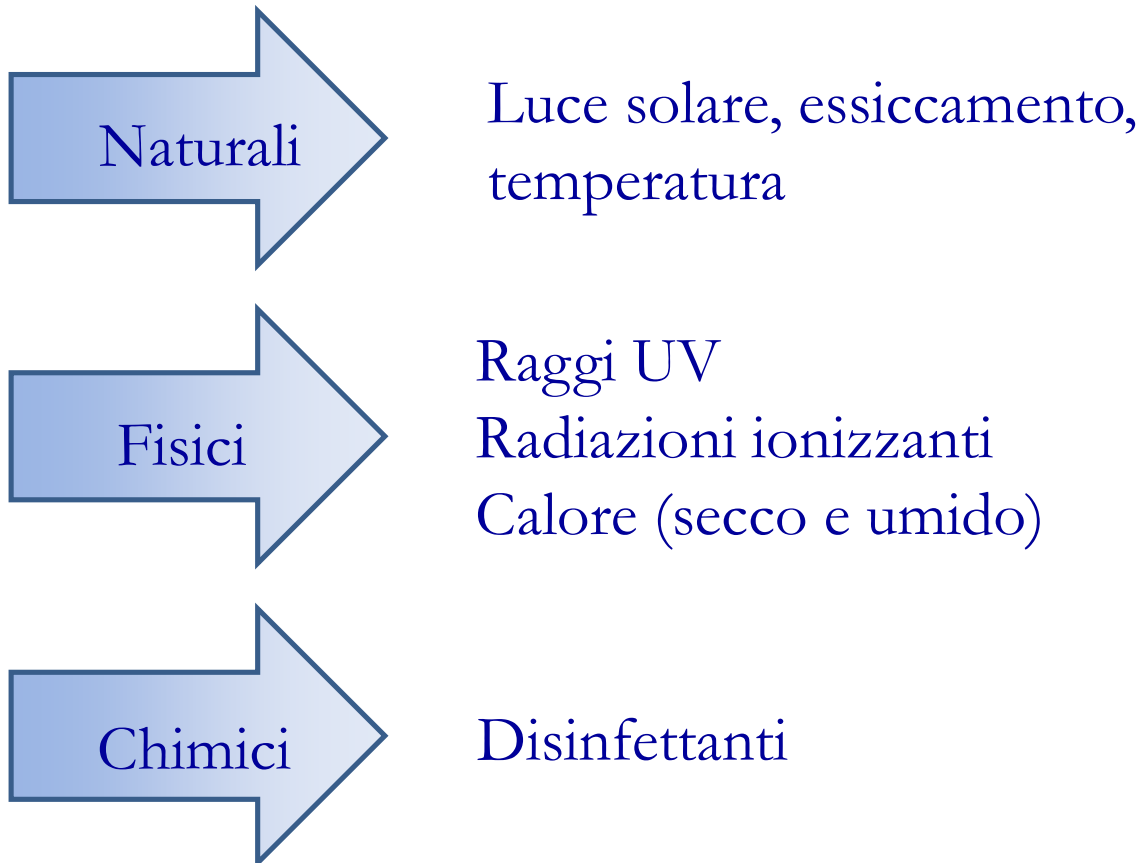 Naturali
Luce solare, essiccamento,
temperatura
Fisici
Raggi UV
Radiazioni ionizzanti
Calore (secco e umido)
Chimici
Disinfettanti